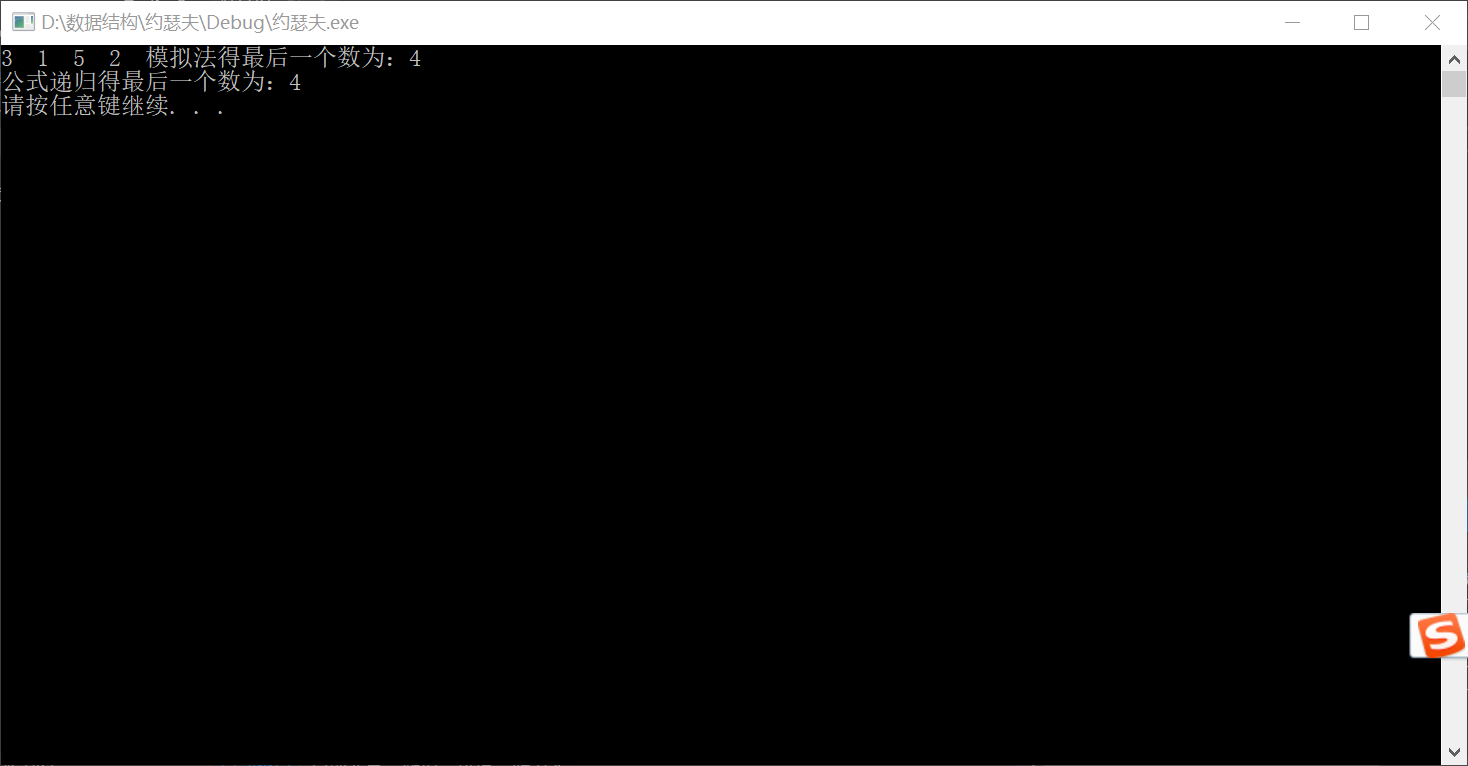 D:\数据结构\约瑟夫\Debug\约瑟夫.exe
3  1  5  2  模拟法得最后一个数为：4
公式递归得最后一个数为：4
请按任意键继续. . .
S